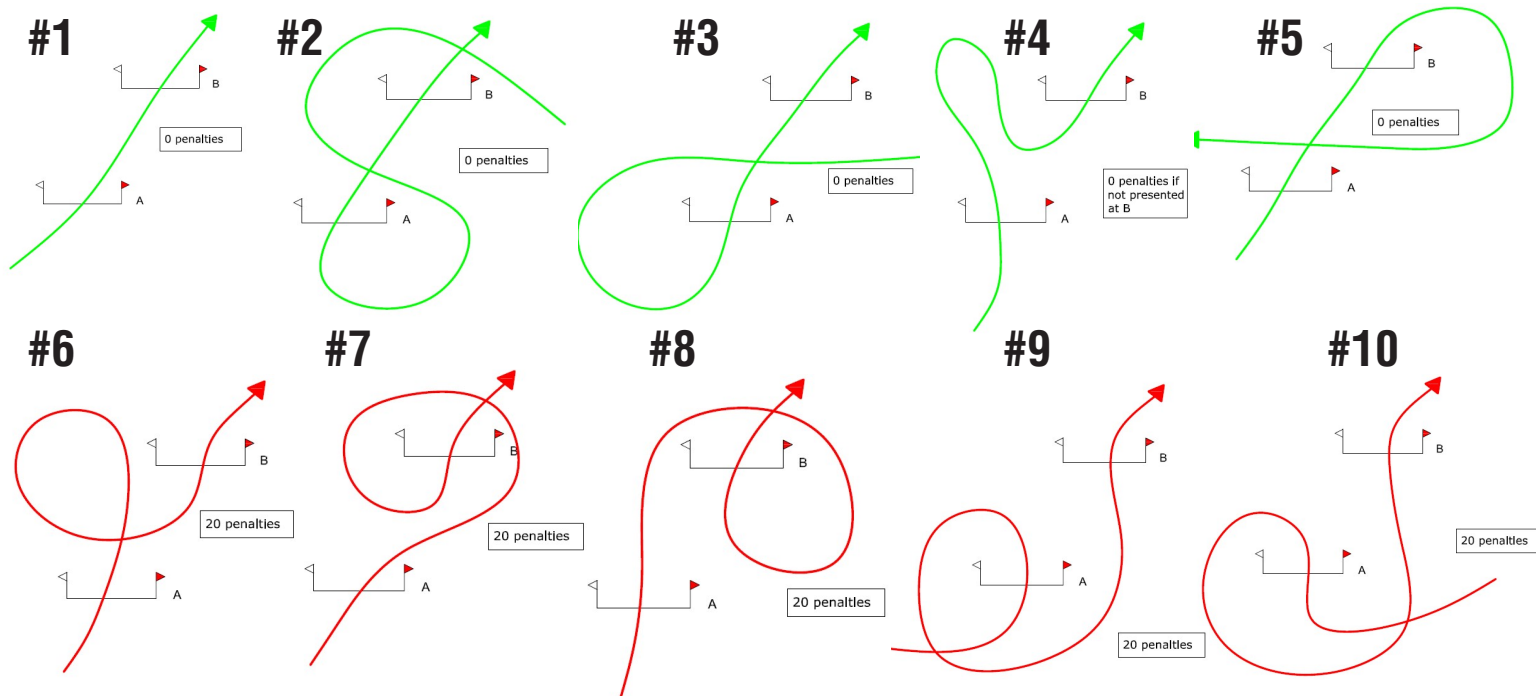 #1
B
0 penalties
A
#2
B
0 penalties
A
#3
B
0 penalties
A
#4
B
0 penalties if
not presented
at B
A
#5
B
0 penalties
A
#6
B
20 penalties
A
#7
B
20 penalties
A
#8
B
20 penalties
A
#9
B
A
20 penalties
#10
B
20 penalties
A